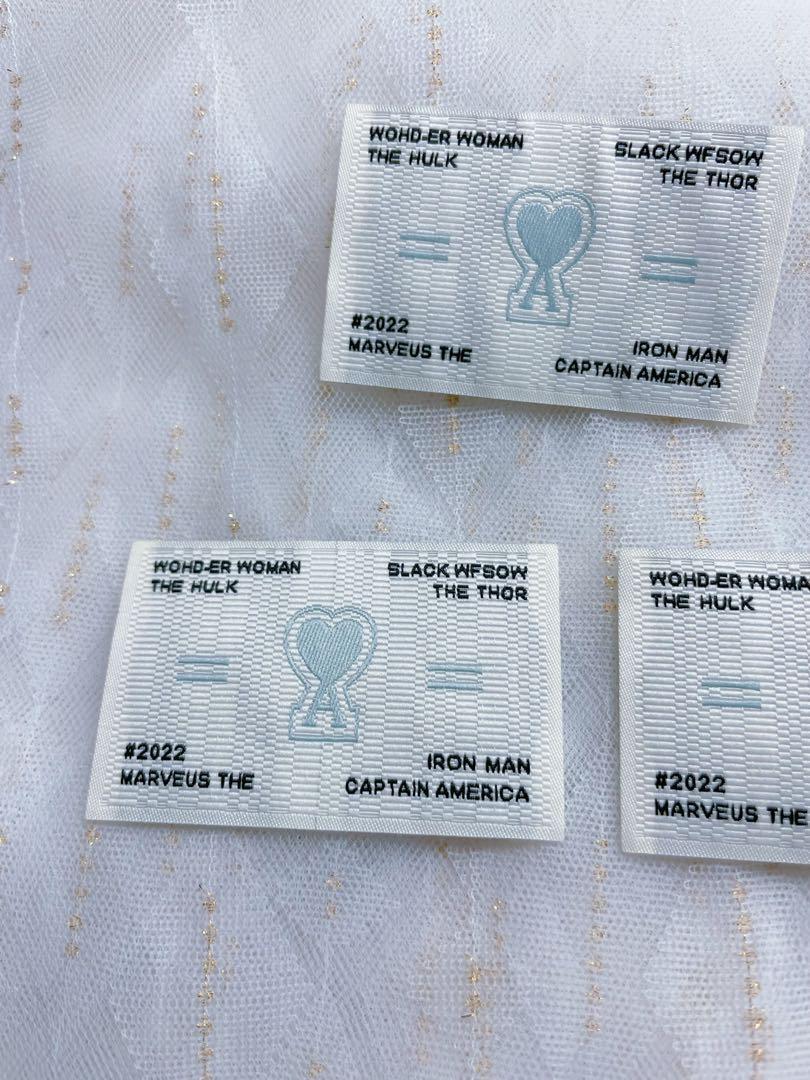 WOHD-ER WOMAN
THE HULK
SLACK WFSOW
THE THOR
#2022
MARVEUS THE
IRON MAN
CAPTAIN AMERICA
WOHD-ER WOMAN
THE HULK
SLACK WFSOW
THE THOR
#2022
MARVEUS THE
IRON MAN
CAPTAIN AMERICA
WOHD-ER WOMA
THE HULK
#2022
MARVEUS THE